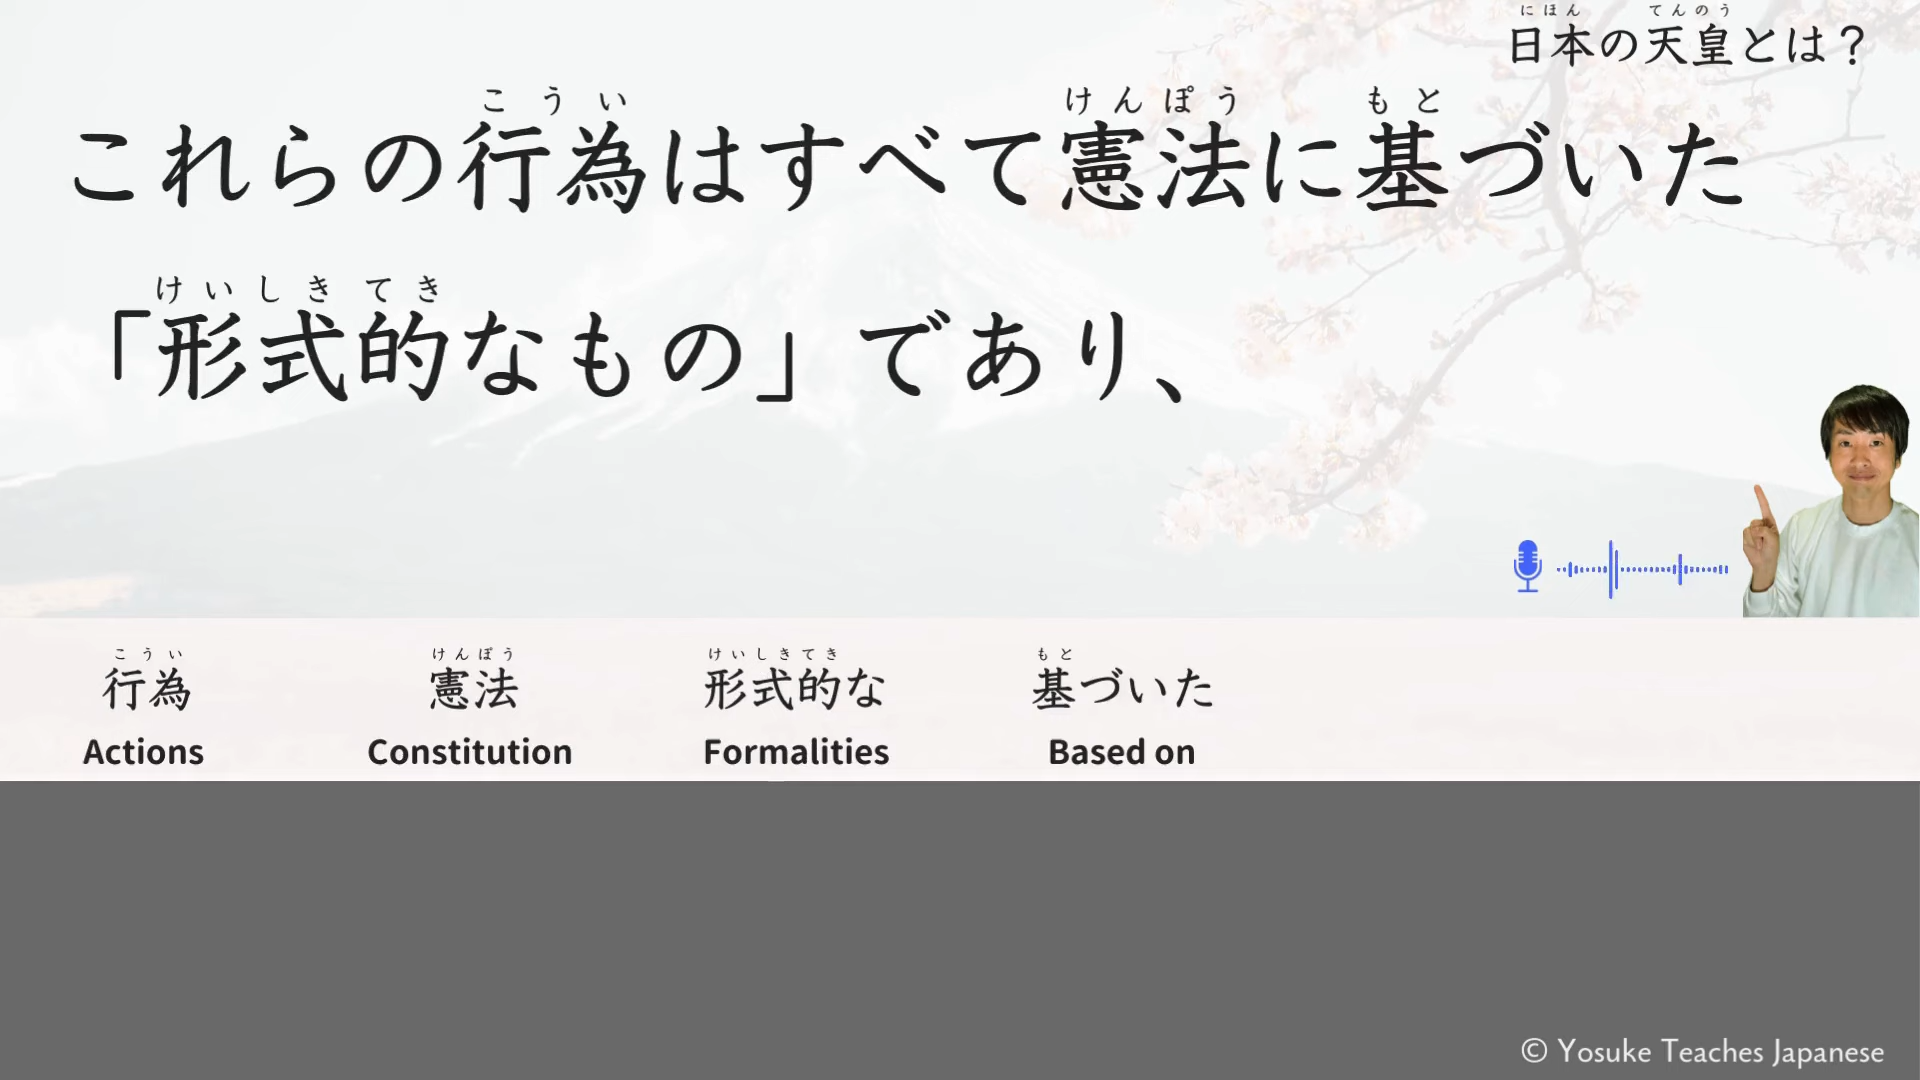 にほん てんのう
日本の天皇とは？
こうい けんぽう もと
これらの行為はすべて憲法に基づいた
けいしきてき
「形式的なもの」であり、
こうい けんぽう けいしきてき もと
行為 憲法 形式的な 基づいた
Actions Constitution Formalities Based on
© Yosuke Teaches Japanese